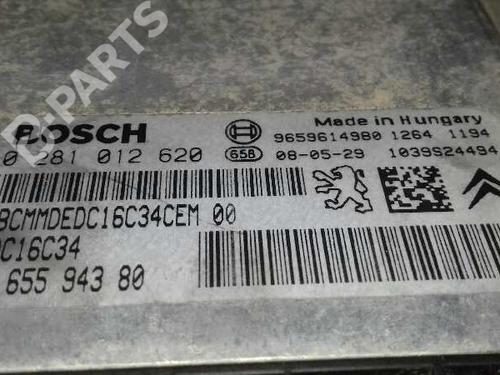 B-PARTS
BOSCH
Made in Hungary
9659614980 1264 1194
0 281 012 620 658 08-05-29 1039S24494
BCMMDEDC16C34CEM 00
C16C34
655 943 80